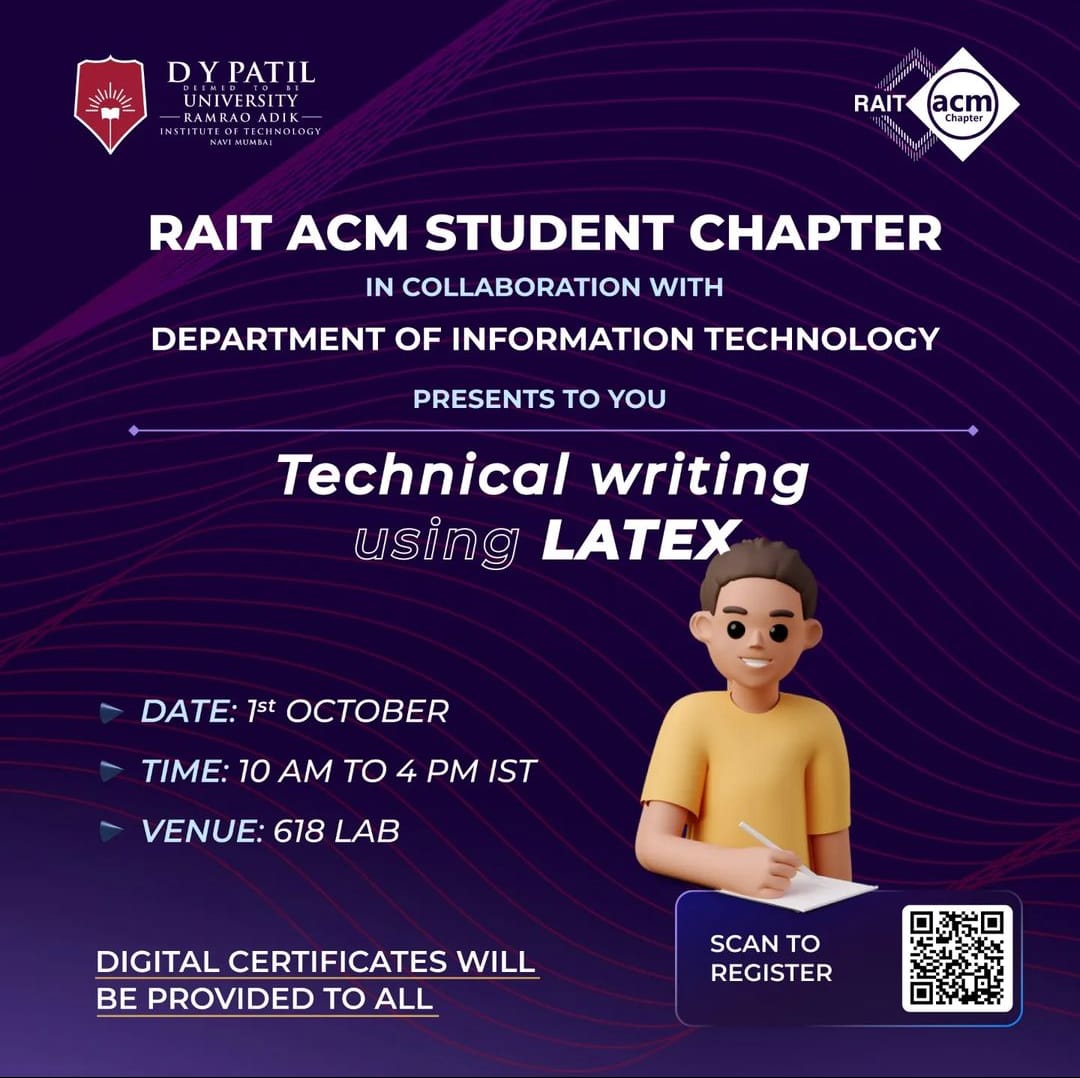 D Y PATIL
DEEMED TO BE
UNIVERSITY
RAMRAO ADIK
INSTITUTE OF TECHNOLOGY
NAVI MUMBAI
RAIT acm
Chapter
RAIT ACM STUDENT CHAPTER
IN COLLABORATION WITH
DEPARTMENT OF INFORMATION TECHNOLOGY
PRESENTS TO YOU
Technical writing
using LATEX
DATE: 1st OCTOBER
TIME: 10 AM TO 4 PM IST
VENUE: 618 LAB
DIGITAL CERTIFICATES WILL
BE PROVIDED TO ALL
SCAN TO
REGISTER